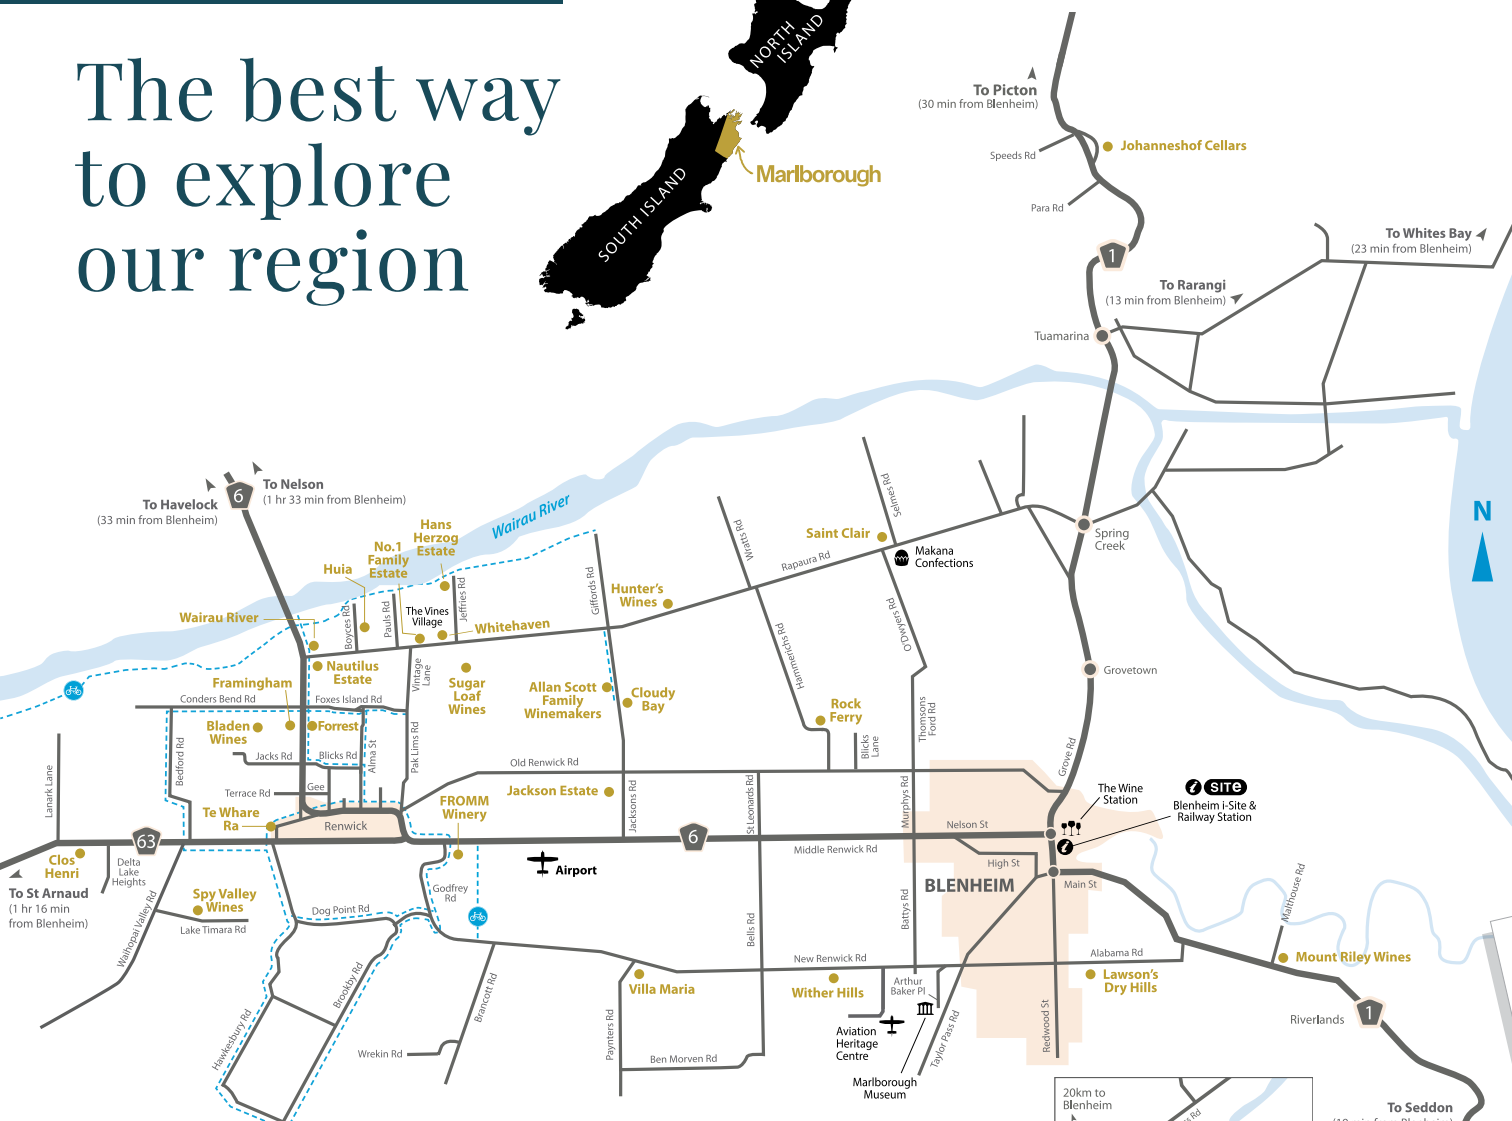 The best way
to explore
our region
NORTH
ISLAND
SOUTH ISLAND
Marlborough
To Picton
(30 min from Blenheim)
Speeds Rd
Johanneshof Cellars
Para Rd
1
To Whites Bay
(23 min from Blenheim)
To Rarangi
(13 min from Blenheim)
Tuamarina
N
To Nelson
(1 hr 33 min from Blenheim)
6
To Havelock
(33 min from Blenheim)
Wairau River
Hans
Herzog
Estate
No.1
Family
Estate
Huia
Wairau River
Boyces Rd
Pauls Rd
The Vines
Village
Jeffries Rd
Whitehaven
Giffords Rd
Hunter's
Wines
Wratts Rd
Rapaura Rd
Saint Clair
Selmes Rd
Makana
Confections
Spring
Creek
O'Dwyers Rd
Hammerichs Rd
Grovetown
Nautilus
Estate
Framingham
Conders Bend Rd
Foxes Island Rd
Vintage
Lane
Sugar
Loaf
Wines
Allan Scott
Family
Winemakers
Cloudy
Bay
Rock
Ferry
Blicks
Lane
Thomsons
Ford Rd
Bladen
Wines
Forrest
Jacks Rd
Blicks Rd
Alma St
Pak Lims Rd
Bedford Rd
Old Renwick Rd
Grove Rd
Lanark Lane
Terrace Rd
Gee
Te Whare
Ra
Renwick
FROMM
Winery
Jackson Estate
Jacksons Rd
St Leonards Rd
Murphys Rd
Nelson St
The Wine
Station
i SITE
Blenheim i-Site &
Railway Station
63
6
Middle Renwick Rd
High St
Main St
BLENHEIM
Airport
Clos
Henri
Delta
Lake
Heights
To St Arnaud
(1 hr 16 min
from Blenheim)
Spy Valley
Wines
Lake Timara Rd
Waihopai Valley Rd
Dog Point Rd
Godfrey
Rd
Bells Rd
Battys Rd
Malthouse Rd
New Renwick Rd
Alabama Rd
Mount Riley Wines
Lawson's
Dry Hills
Villa Maria
Wither Hills
Arthur
Baker Pl
Brookby Rd
Brancott Rd
Hawkesbury Rd
Wrekin Rd
Paynters Rd
Ben Morven Rd
Aviation
Heritage
Centre
Marlborough
Museum
Taylor Pass Rd
Redwood St
Riverlands
1
20km to
Blenheim
To Seddon